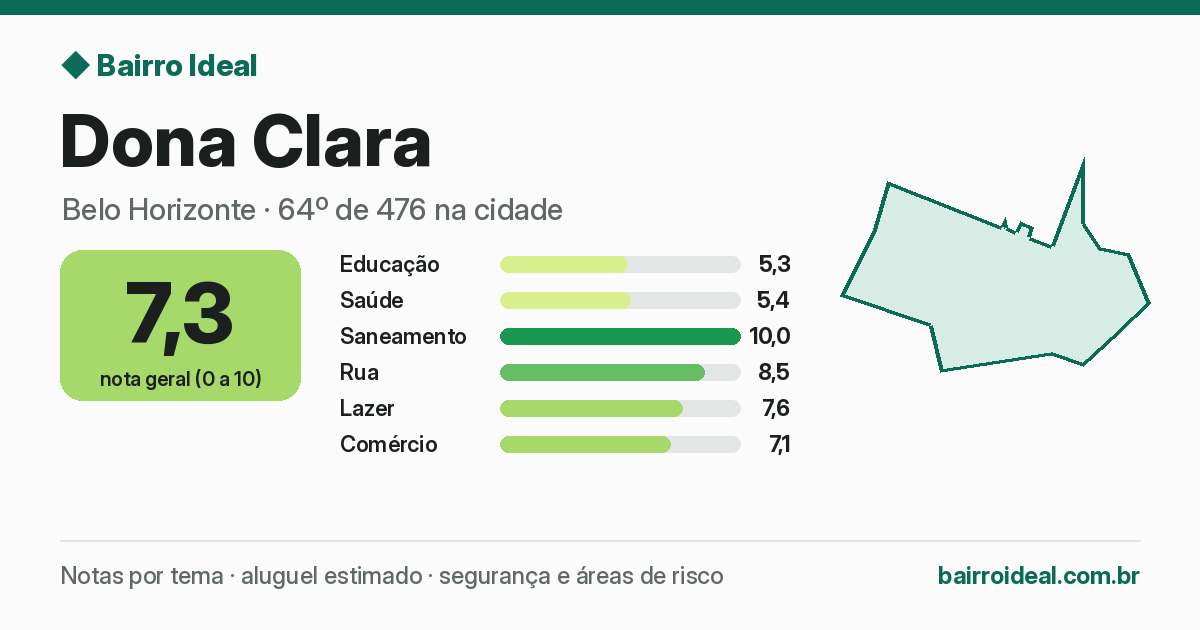 Bairro Ideal
Dona Clara
Belo Horizonte · 64º de 476 na cidade
7,3
nota geral (0 a 10)
Educação 5,3
Saúde 5,4
Saneamento 10,0
Rua 8,5
Lazer 7,6
Comércio 7,1
Notas por tema · aluguel estimado · segurança e áreas de risco
bairroideal.com.br